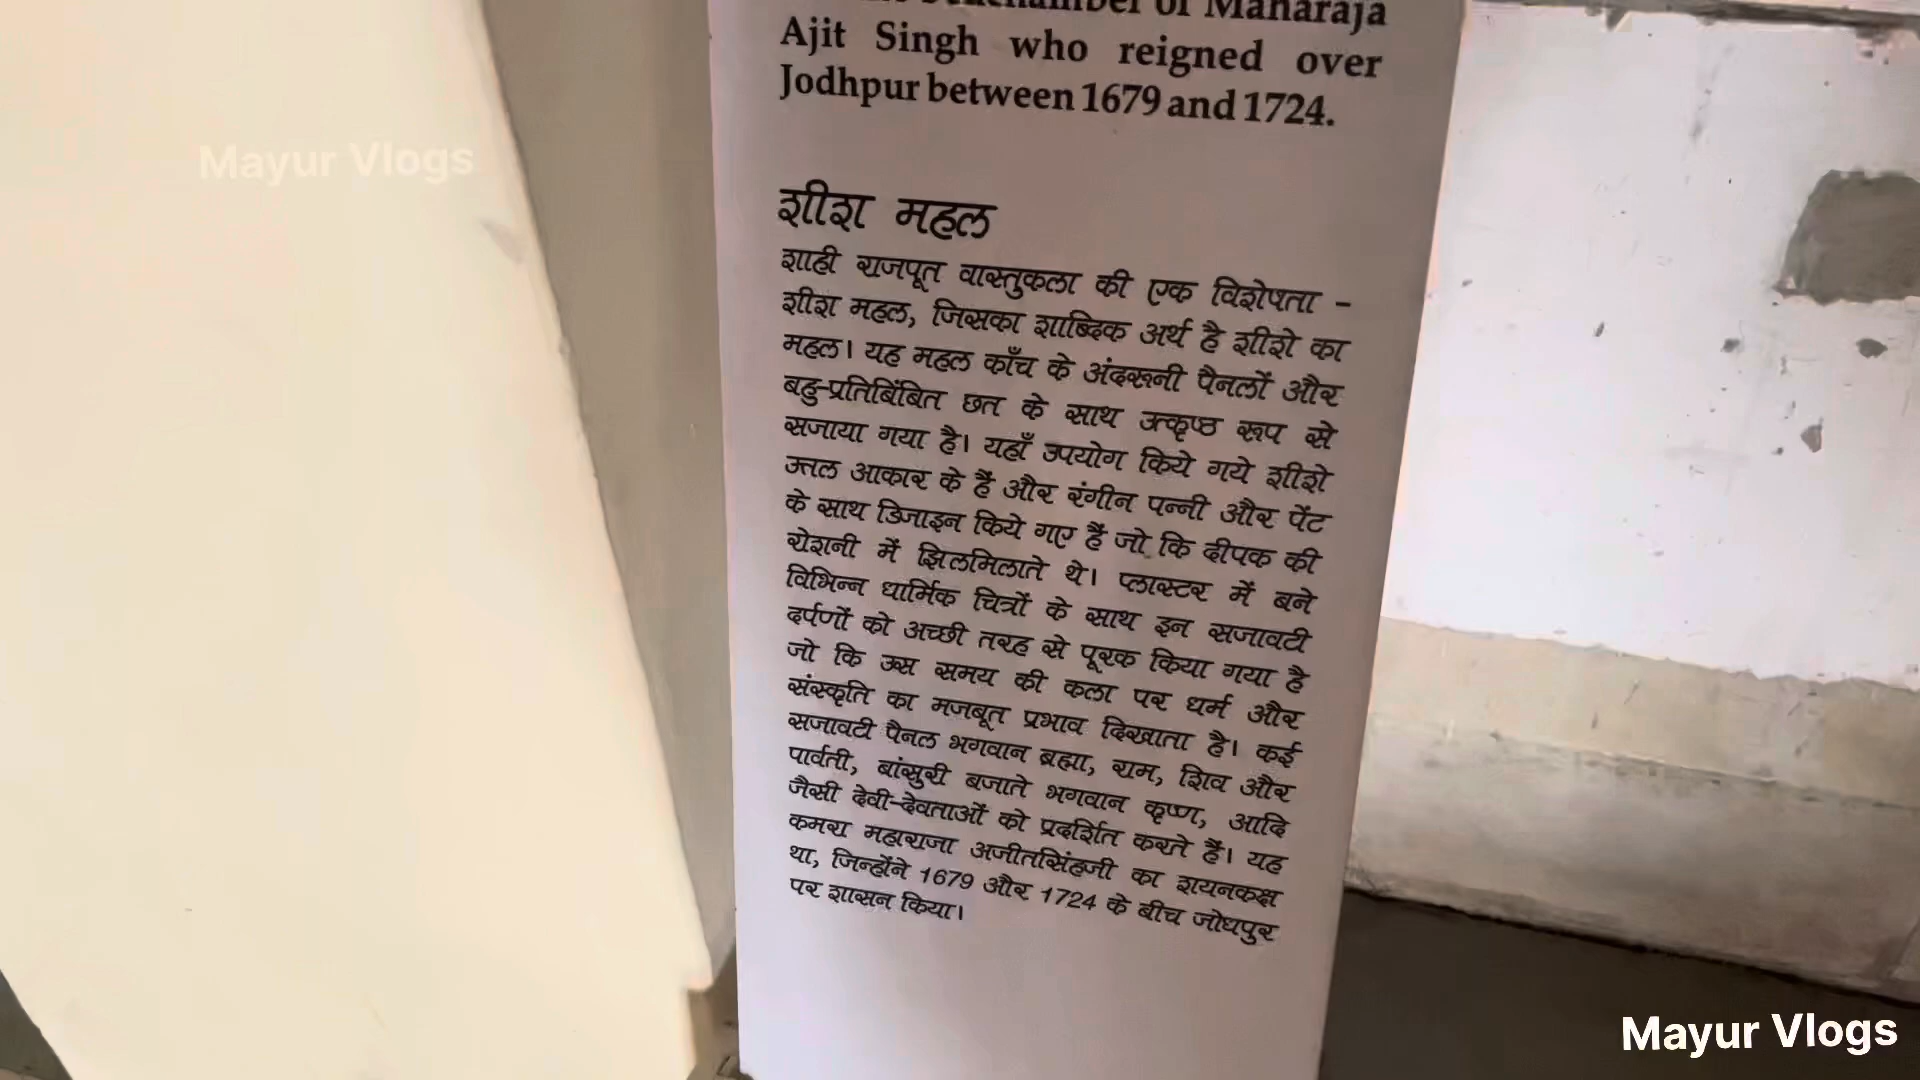 of Maharaja
Ajit Singh who reigned over
Jodhpur between 1679 and 1724.
Mayur Vlogs
शीश महल
शाही राजपूत वास्तुकला की एक विशेषता -
शीश महल, जिसका शाब्दिक अर्थ है शीशे का
महल। यह महल काँच के अंदरूनी पैनलों और
बहु-प्रतिबिंबित छत के साथ उत्कृष्ठ रूप से
सजाया गया है। यहाँ उपयोग किये गये शीशे
उत्तल आकार के हैं और रंगीन पन्नी और पेंट
के साथ डिजाइन किये गए हैं जो कि दीपक की
रोशनी में झिलमिलाते थे। प्लास्टर में बने
विभिन्न धार्मिक चित्रों के साथ इन सजावटी
दर्पणों को अच्छी तरह से पूरक किया गया है
जो कि उस समय की कला पर धर्म और
संस्कृति का मजबूत प्रभाव दिखाता है। कई
सजावटी पैनल भगवान ब्रह्मा, राम, शिव और
पार्वती, बांसुरी बजाते भगवान कृष्ण, आदि
जैसी देवी-देवताओं को प्रदर्शित करते हैं। यह
कमरा महाराजा अजीतसिंहजी का शयनकक्ष
था, जिन्होंने 1679 और 1724 के बीच जोधपुर
पर शासन किया।
Mayur Vlogs